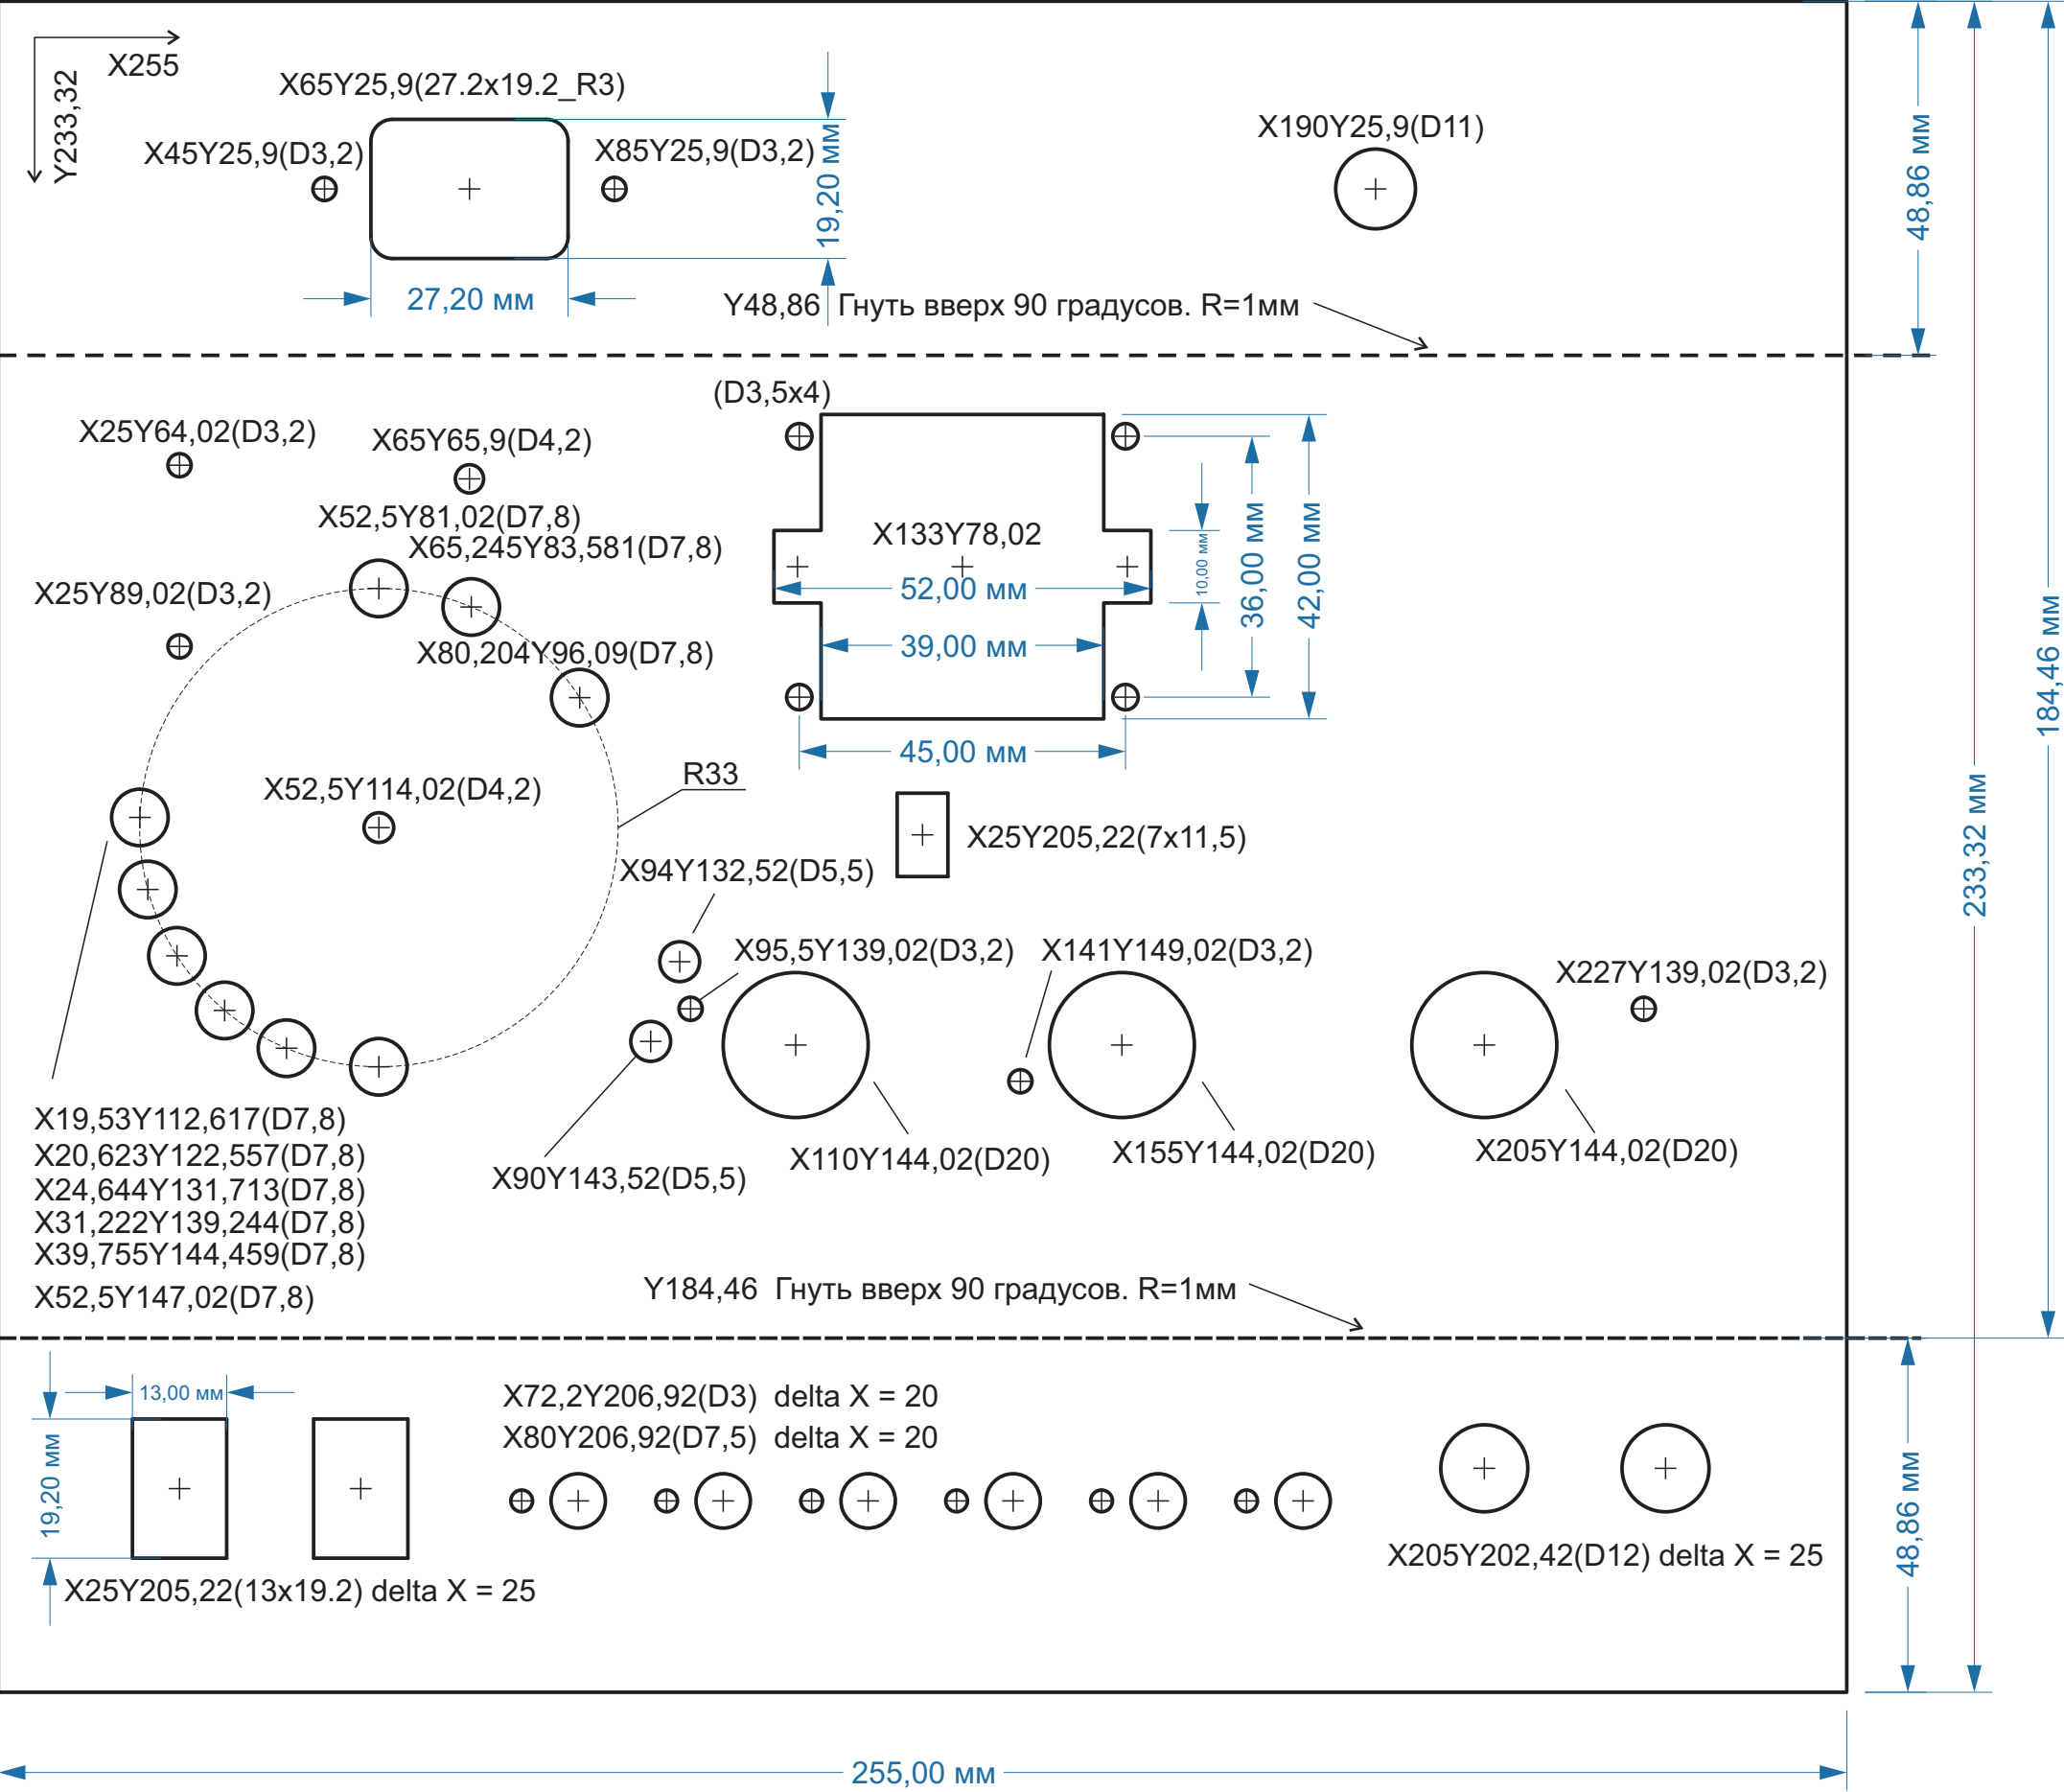 X255
Y233,32
X65Y25,9(27.2x19.2_R3)
X45Y25,9(D3,2)
X85Y25,9(D3,2)
19,20 мм
27,20 мм
X190Y25,9(D11)
48,86 мм
Y48,86 Гнуть вверх 90 градусов. R=1мм
(D3,5x4)
X25Y64,02(D3,2)
X65Y65,9(D4,2)
X52,5Y81,02(D7,8)
X65,245Y83,581(D7,8)
X25Y89,02(D3,2)
X80,204Y96,09(D7,8)
X133Y78,02
52,00 мм
39,00 мм
10,00 мм
36,00 мм
42,00 мм
45,00 мм
184,46 мм
233,32 мм
R33
X52,5Y114,02(D4,2)
X25Y205,22(7x11,5)
X94Y132,52(D5,5)
X95,5Y139,02(D3,2)
X141Y149,02(D3,2)
X227Y139,02(D3,2)
X19,53Y112,617(D7,8)
X20,623Y122,557(D7,8)
X24,644Y131,713(D7,8)
X31,222Y139,244(D7,8)
X39,755Y144,459(D7,8)
X52,5Y147,02(D7,8)
X90Y143,52(D5,5)
X110Y144,02(D20)
X155Y144,02(D20)
X205Y144,02(D20)
Y184,46 Гнуть вверх 90 градусов. R=1мм
13,00 мм
19,20 мм
X72,2Y206,92(D3) delta X = 20
X80Y206,92(D7,5) delta X = 20
X25Y205,22(13x19.2) delta X = 25
X205Y202,42(D12) delta X = 25
48,86 мм
255,00 мм